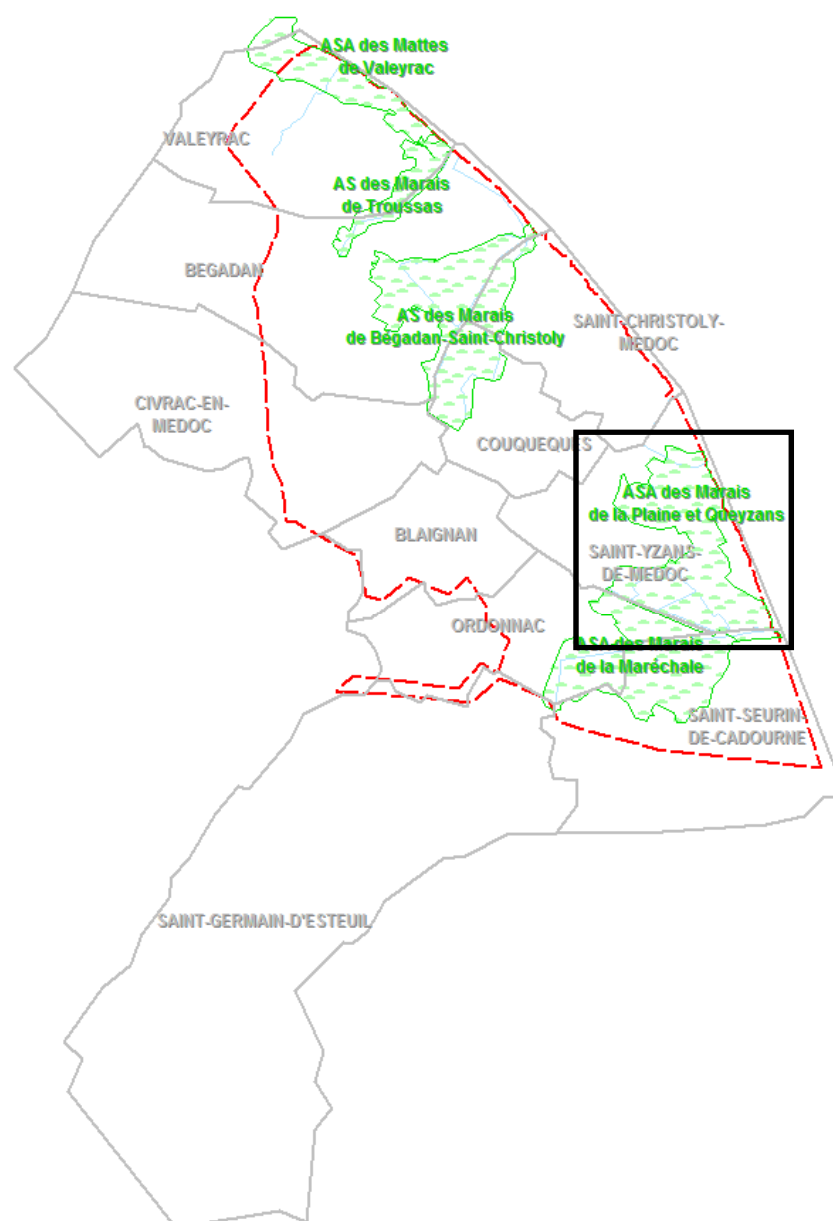 ASA des Mattes
de Valeyrac
VALEYRAC
AS des Marais
de Troussas
BEGADAN
AS des Marais
de Bégadan-Saint-Christoly
SAINT-CHRISTOLY-
MEDOC
CIVRAC-EN-
MEDOC
COUQUEQUES
ASA des Marais
de la Plaine et Queyzans
BLAIGNAN
SAINT-YZANS-
DE-MEDOC
ORDONNAC
ASA des Marais
de la Maréchale
SAINT-SEURIN-
DE-CADOURNE
SAINT-GERMAIN-D'ESTEUIL